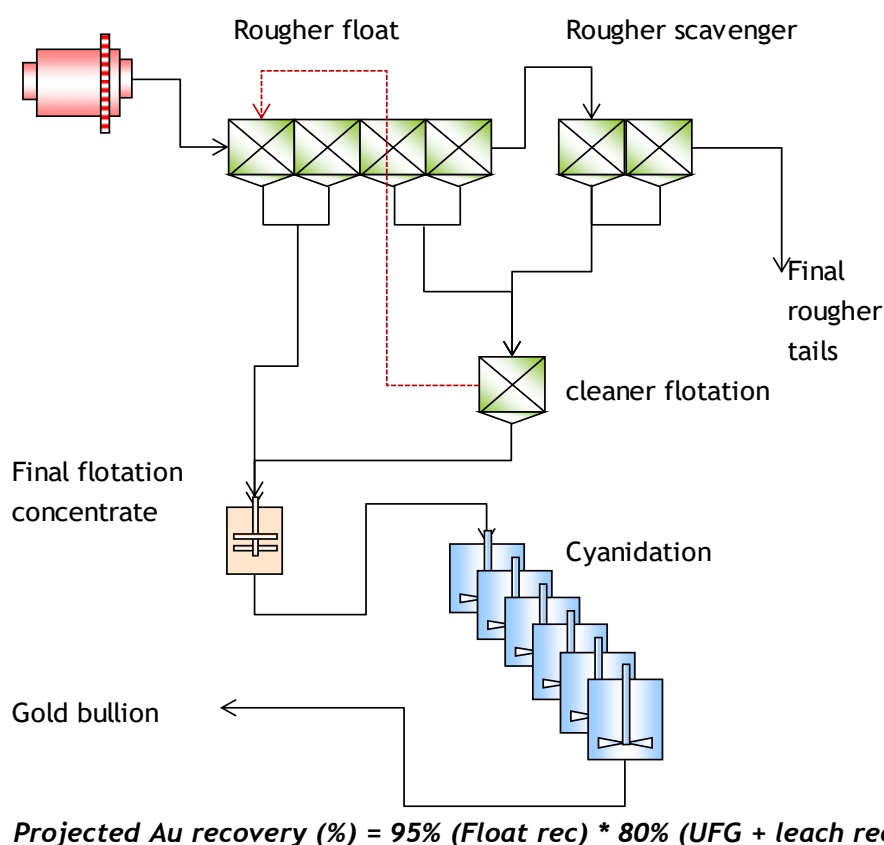 Rougher float
Rougher scavenger
Final
rougher
tails
cleaner flotation
Final flotation
concentrate
Cyanidation
Gold bullion
Projected Au recovery (%) = 95% (Float rec) * 80% (UFG + leach